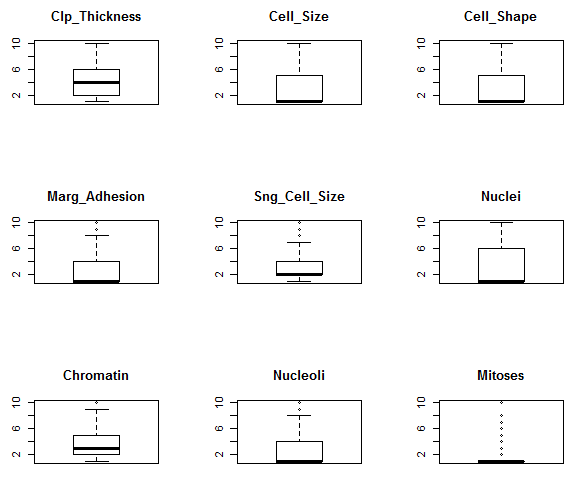 Clp_Thickness Cell_Size Cell_Shape
10 10 10
6 6 6
2 2 2
Marg_Adhesion Sng_Cell_Size Nuclei
10 10 10
6 6 6
2 2 2
Chromatin Nucleoli Mitoses
10 10 10
6 6 6
2 2 2